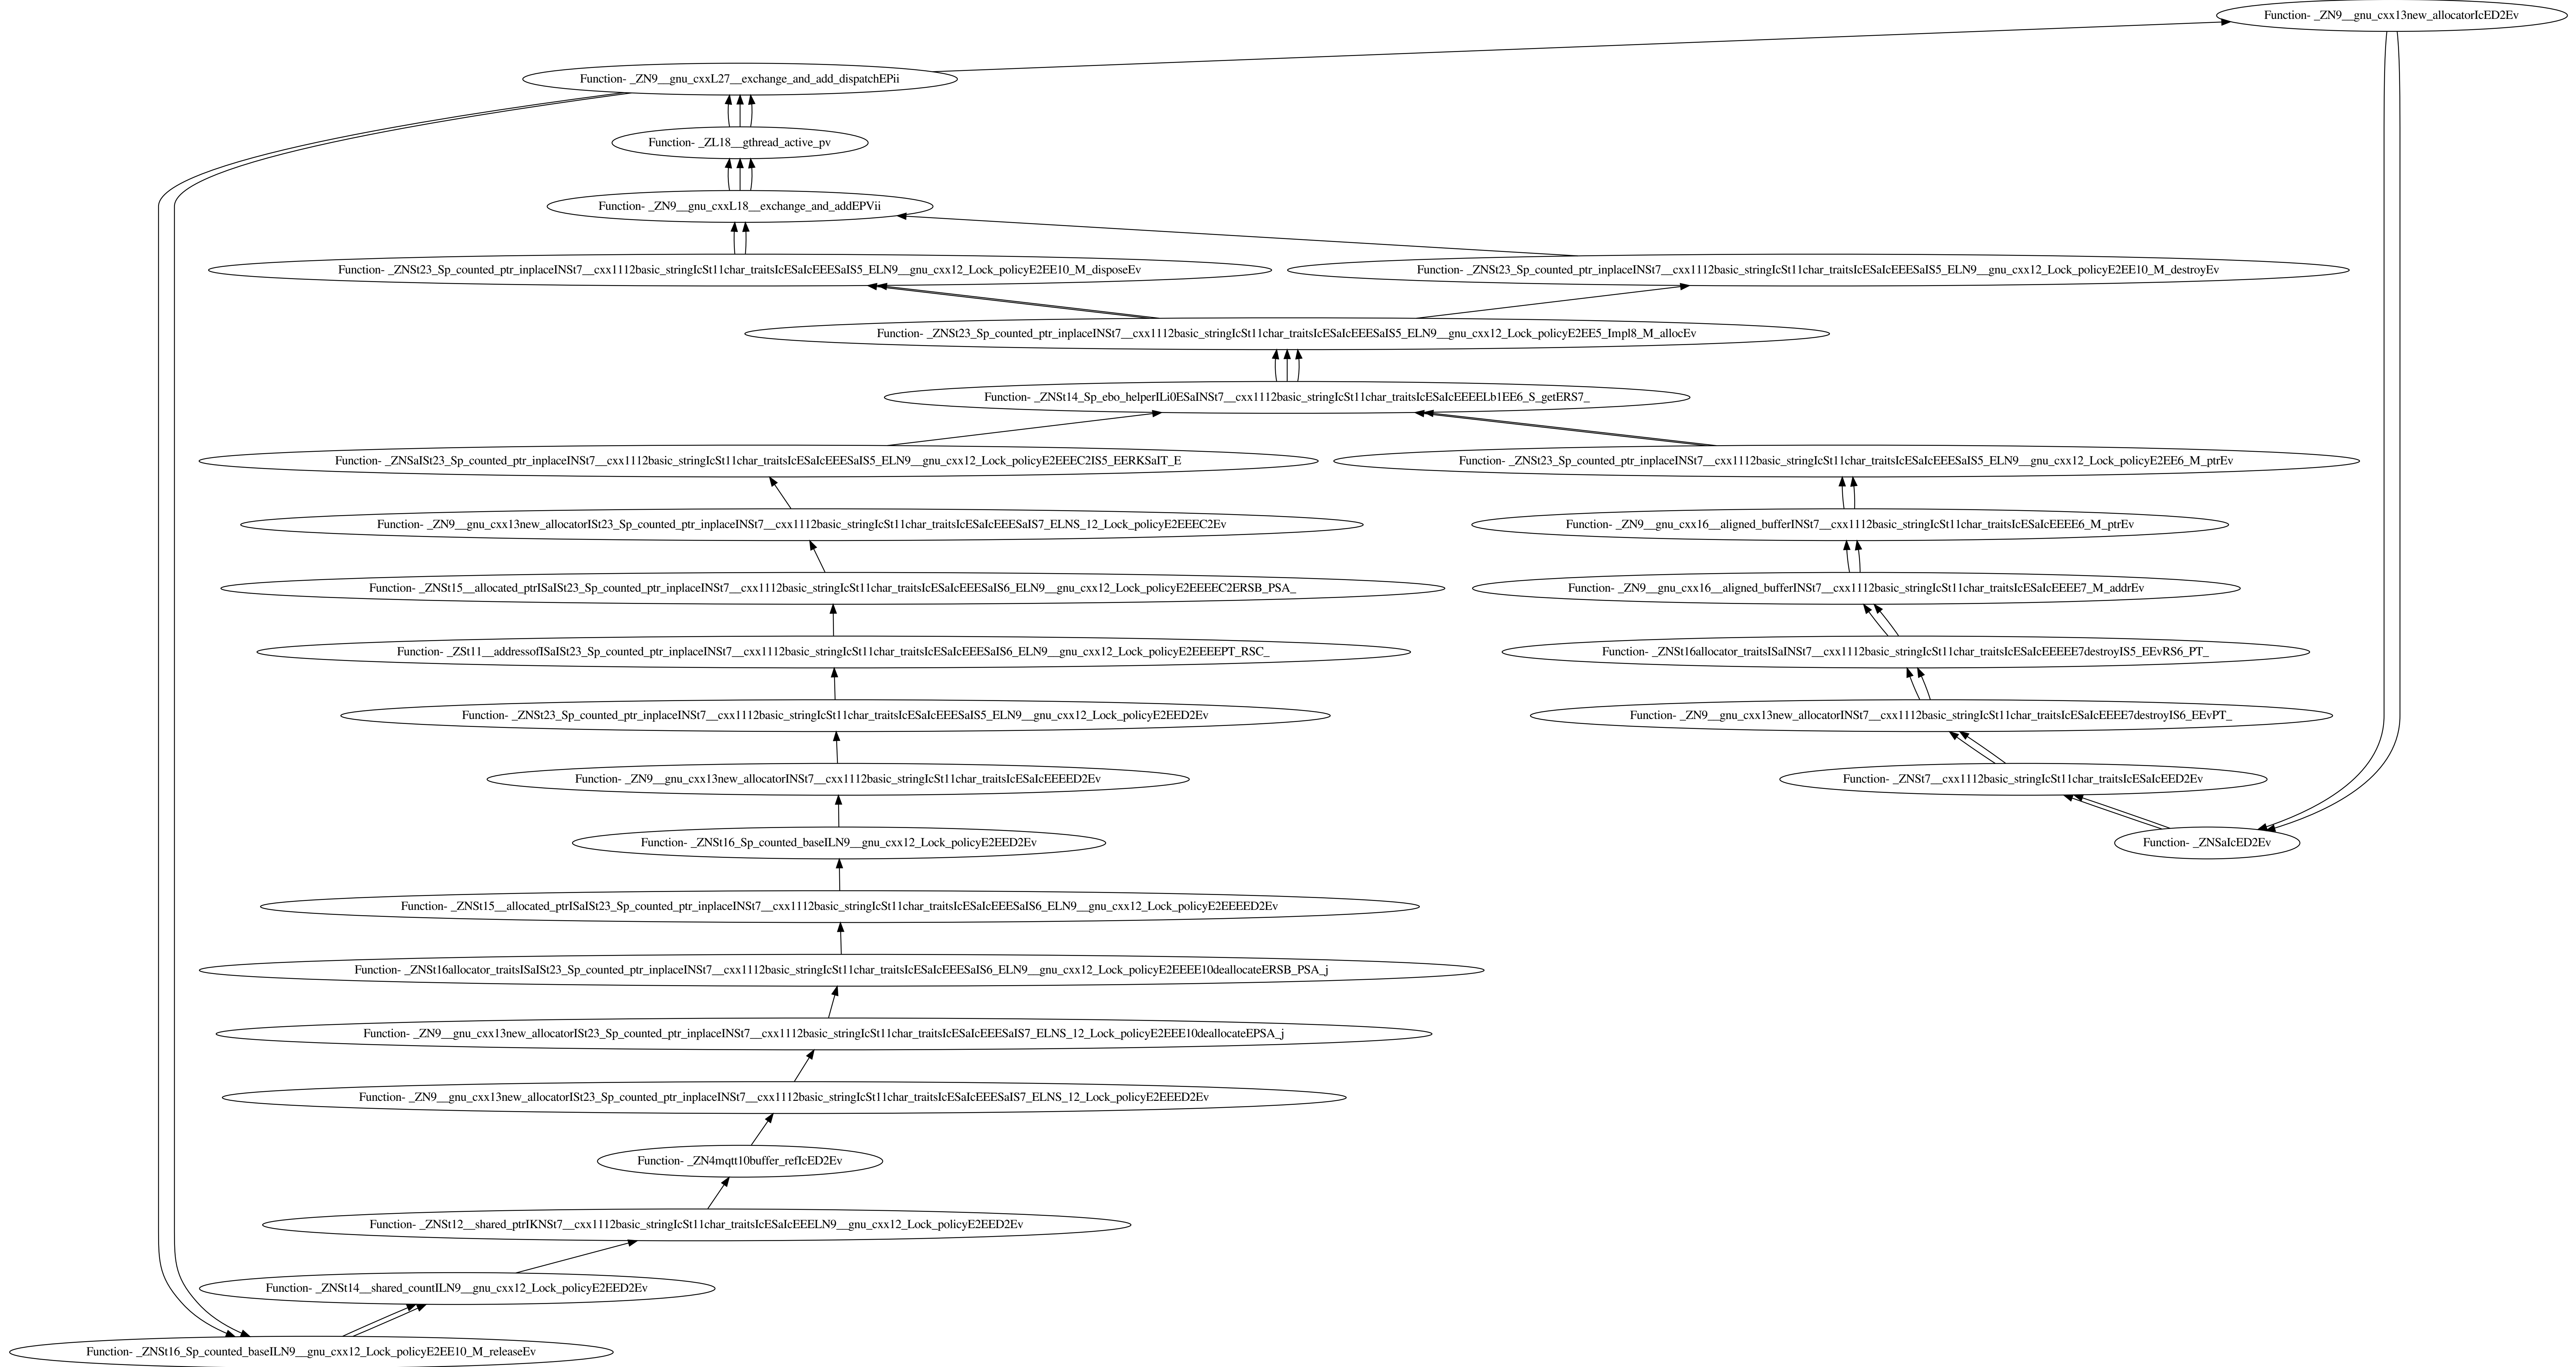 Function- _ZN9__gnu_cxx13new_allocatorIcED2Ev
Function- _ZN9__gnu_cxxL27__exchange_and_add_dispatchEPii
Function- _ZL18__gthread_active_pv
Function- _ZN9__gnu_cxxL18__exchange_and_addEPVii
Function- _ZNSt23_Sp_counted_ptr_inplaceINSt7__cxx1112basic_stringIcSt11char_traitsIcESaIcEEESaIS5_ELN9__gnu_cxx12_Lock_policyE2EE10_M_disposeEv
Function- _ZNSt23_Sp_counted_ptr_inplaceINSt7__cxx1112basic_stringIcSt11char_traitsIcESaIcEEESaIS5_ELN9__gnu_cxx12_Lock_policyE2EE10_M_destroyEv
Function- _ZNSt23_Sp_counted_ptr_inplaceINSt7__cxx1112basic_stringIcSt11char_traitsIcESaIcEEESaIS5_ELN9__gnu_cxx12_Lock_policyE2EE5_Impl8_M_allocEv
Function- _ZNSt14_Sp_ebo_helperILi0ESaINSt7__cxx1112basic_stringIcSt11char_traitsIcESaIcEEEELb1EE6_S_getERS7_
Function- _ZNSaISt23_Sp_counted_ptr_inplaceINSt7__cxx1112basic_stringIcSt11char_traitsIcESaIcEEESaIS5_ELN9__gnu_cxx12_Lock_policyE2EEEC2IS5_EERKSaIT_E
Function- _ZNSt23_Sp_counted_ptr_inplaceINSt7__cxx1112basic_stringIcSt11char_traitsIcESaIcEEESaIS5_ELN9__gnu_cxx12_Lock_policyE2EE6_M_ptrEv
Function- _ZN9__gnu_cxx13new_allocatorISt23_Sp_counted_ptr_inplaceINSt7__cxx1112basic_stringIcSt11char_traitsIcESaIcEEESaIS7_ELNS_12_Lock_policyE2EEEC2Ev
Function- _ZN9__gnu_cxx16__aligned_bufferINSt7__cxx1112basic_stringIcSt11char_traitsIcESaIcEEEE6_M_ptrEv
Function- _ZNSt15__allocated_ptrISaISt23_Sp_counted_ptr_inplaceINSt7__cxx1112basic_stringIcSt11char_traitsIcESaIcEEESaIS6_ELN9__gnu_cxx12_Lock_policyE2EEEEC2ERSB_PSA_
Function- _ZN9__gnu_cxx16__aligned_bufferINSt7__cxx1112basic_stringIcSt11char_traitsIcESaIcEEEE7_M_addrEv
Function- _ZSt11__addressofISaISt23_Sp_counted_ptr_inplaceINSt7__cxx1112basic_stringIcSt11char_traitsIcESaIcEEESaIS6_ELN9__gnu_cxx12_Lock_policyE2EEEEPT_RSC_
Function- _ZNSt16allocator_traitsISaINSt7__cxx1112basic_stringIcSt11char_traitsIcESaIcEEEEE7destroyIS5_EEvRS6_PT_
Function- _ZNSt23_Sp_counted_ptr_inplaceINSt7__cxx1112basic_stringIcSt11char_traitsIcESaIcEEESaIS5_ELN9__gnu_cxx12_Lock_policyE2EED2Ev
Function- _ZN9__gnu_cxx13new_allocatorINSt7__cxx1112basic_stringIcSt11char_traitsIcESaIcEEEE7destroyIS6_EEvPT_
Function- _ZN9__gnu_cxx13new_allocatorINSt7__cxx1112basic_stringIcSt11char_traitsIcESaIcEEEED2Ev
Function- _ZNSt7__cxx1112basic_stringIcSt11char_traitsIcESaIcEED2Ev
Function- _ZNSt16_Sp_counted_baseILN9__gnu_cxx12_Lock_policyE2EED2Ev
Function- _ZNSaIcED2Ev
Function- _ZNSt15__allocated_ptrISaISt23_Sp_counted_ptr_inplaceINSt7__cxx1112basic_stringIcSt11char_traitsIcESaIcEEESaIS6_ELN9__gnu_cxx12_Lock_policyE2EEEED2Ev
Function- _ZNSt16allocator_traitsISaISt23_Sp_counted_ptr_inplaceINSt7__cxx1112basic_stringIcSt11char_traitsIcESaIcEEESaIS6_ELN9__gnu_cxx12_Lock_policyE2EEEE10deallocateERSB_PSA_j
Function- _ZN9__gnu_cxx13new_allocatorISt23_Sp_counted_ptr_inplaceINSt7__cxx1112basic_stringIcSt11char_traitsIcESaIcEEESaIS7_ELNS_12_Lock_policyE2EEE10deallocateEPSA_j
Function- _ZN9__gnu_cxx13new_allocatorISt23_Sp_counted_ptr_inplaceINSt7__cxx1112basic_stringIcSt11char_traitsIcESaIcEEESaIS7_ELNS_12_Lock_policyE2EEED2Ev
Function- _ZN4mqtt10buffer_refIcED2Ev
Function- _ZNSt12__shared_ptrIKNSt7__cxx1112basic_stringIcSt11char_traitsIcESaIcEEELN9__gnu_cxx12_Lock_policyE2EED2Ev
Function- _ZNSt14__shared_countILN9__gnu_cxx12_Lock_policyE2EED2Ev
Function- _ZNSt16_Sp_counted_baseILN9__gnu_cxx12_Lock_policyE2EE10_M_releaseEv